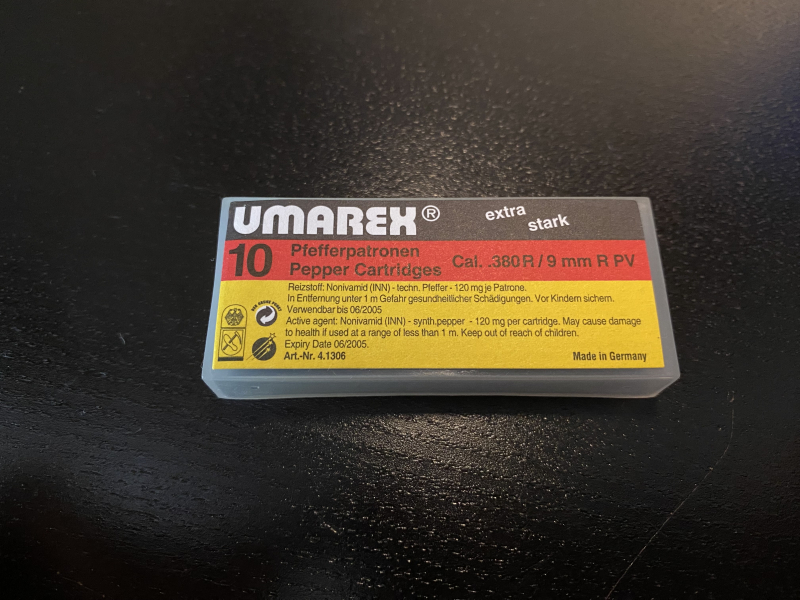 UMAREX®
extra
stark
10
Pfefferpatronen
Pepper Cartridges
Cal. .380 R / 9 mm R PV
Reizstoff: Nonivamid (INN) - techn. Pfeffer - 120 mg je Patrone.
In Entfernung unter 1 m Gefahr gesundheitlicher Schädigungen. Vor Kindern sichern.
Verwendbar bis 06/2005
Active agent: Nonivamid (INN) - synth.pepper - 120 mg per cartridge. May cause damage
to health if used at a range of less than 1 m. Keep out of reach of children.
Expiry Date 06/2005.
Art.-Nr. 4.1306
Made in Germany